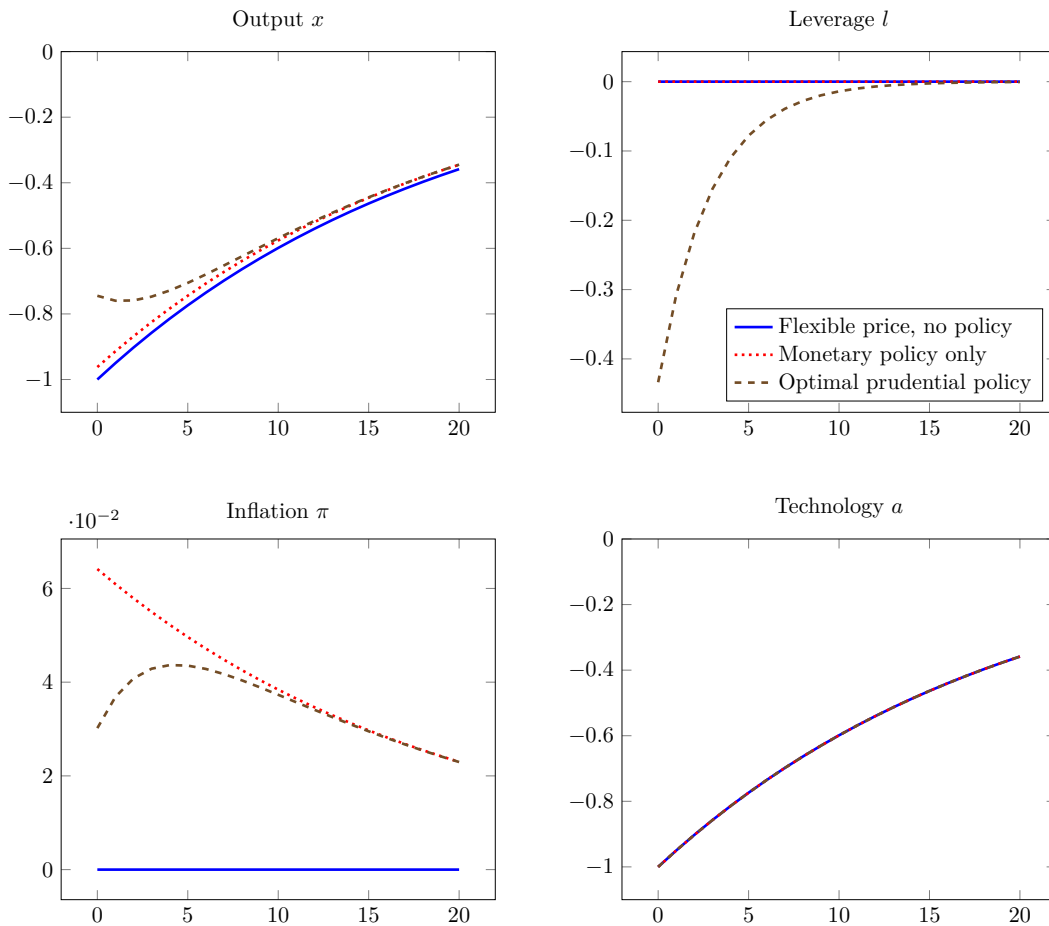 Output x
0
−0.2
−0.4
−0.6
−0.8
−1
0 5 10 15 20
Leverage l
0
−0.1
−0.2
−0.3
−0.4
Flexible price, no policy
Monetary policy only
Optimal prudential policy
0 5 10 15 20
Inflation π
·10−2
6
4
2
0
0 5 10 15 20
Technology a
0
−0.2
−0.4
−0.6
−0.8
−1
0 5 10 15 20